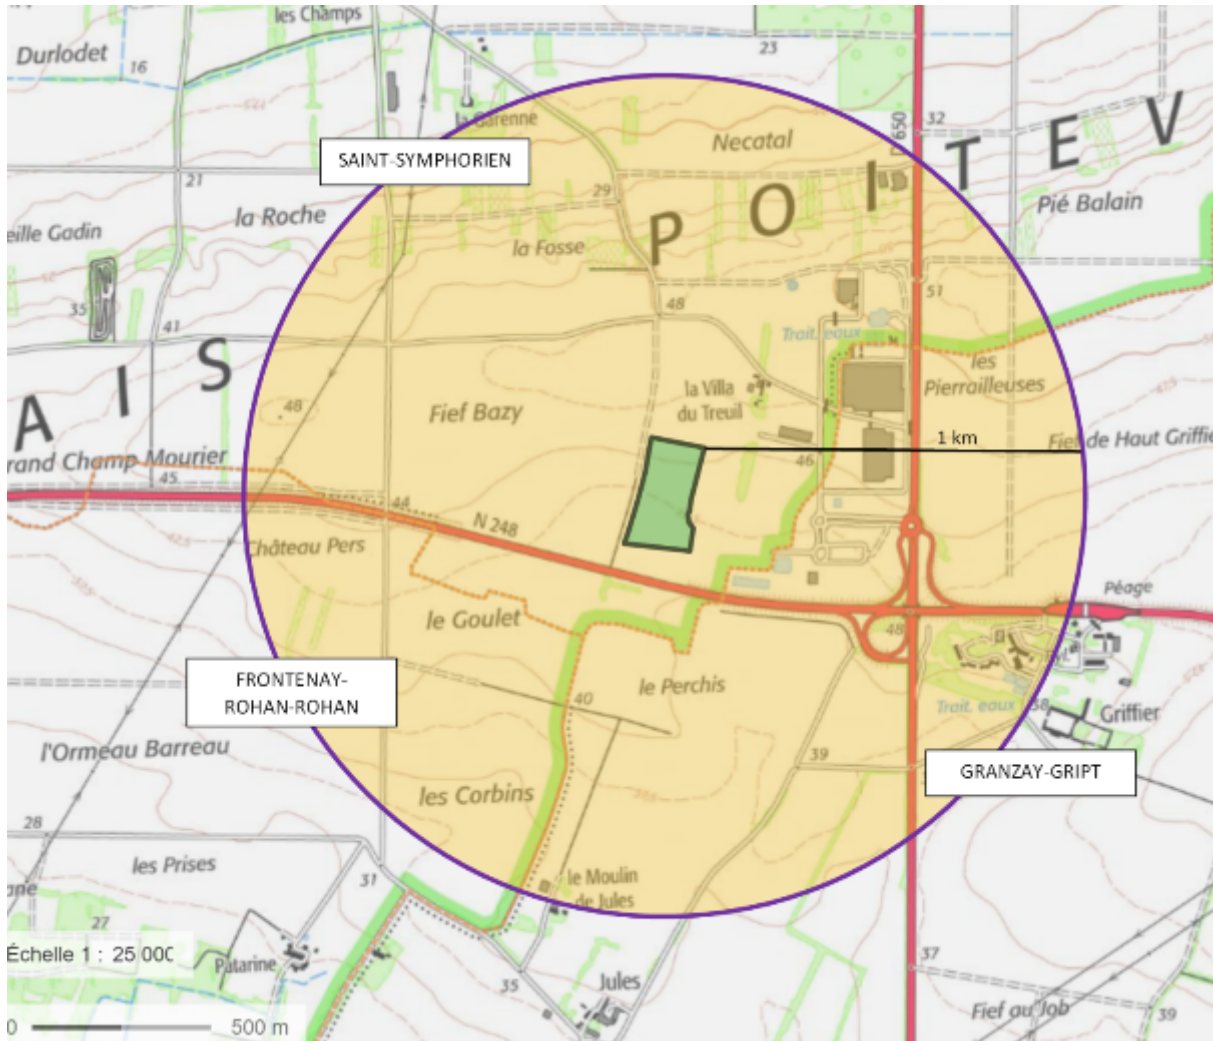 les Champs
Durlodet
16
23
la Garenne
D 650
32
Necatal
SAINT-SYMPHORIEN
21
29
POITEV
la Roche
Pié Balain
eille Gadin
la Fosse
35
41
48
51
Trait. eaux
les
Pierrailleuses
AIS
la Villa
du Treuil
48
Fief Bazy
1 km
Fief de Haut Griffie
rand Champ Mourier
45
46
44
N 248
Château Pers
Péage
le Goulet
48
FRONTENAY-
ROHAN-ROHAN
le Perchis
40
Trait. eaux
38
Griffier
l'Ormeau Barreau
39
GRANZAY-GRIPT
les Corbins
28
les Prises
31
le Moulin
de Jules
ane
27
Échelle 1 : 25 000
Patarine
35
Jules
37
Fief au Job
39
0
500 m